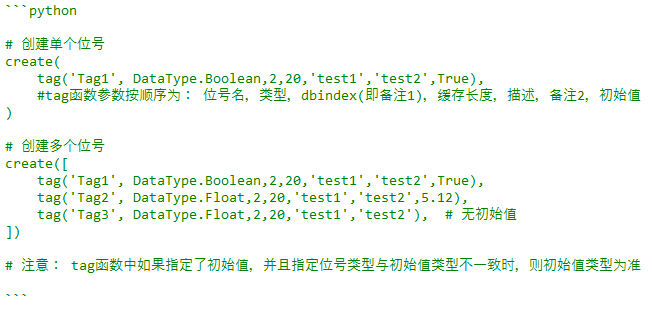 ```python
# 创建单个位号
create(
    tag('Tag1', DataType.Boolean,2,20,'test1','test2',True),
    #tag函数参数按顺序为: 位号名, 类型, dbindex(即备注1), 缓存长度, 描述, 备注2, 初始值
)
# 创建多个位号
create([
    tag('Tag1', DataType.Boolean,2,20,'test1','test2',True),
    tag('Tag2', DataType.Float,2,20,'test1','test2',5.12),
    tag('Tag3', DataType.Float,2,20,'test1','test2'),  # 无初始值
])
# 注意: tag函数中如果指定了初始值, 并且指定位号类型与初始值类型不一致时, 则初始值类型为准
```